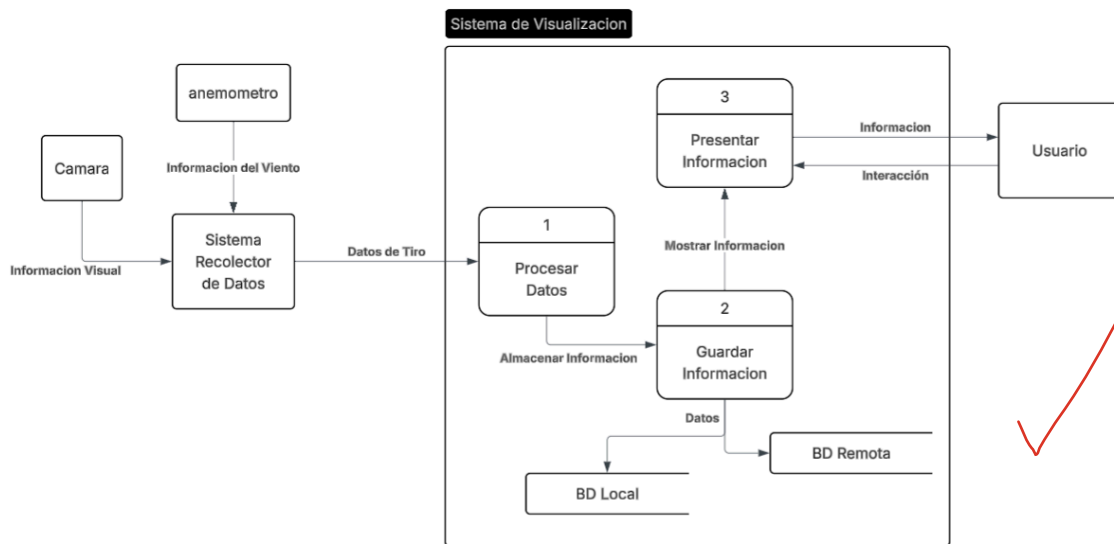 Sistema de Visualizacion
anemometro
3
Presentar
Informacion
Informacion
Usuario
Interacción
Camara
Informacion del Viento
Sistema
Recolector
de Datos
Informacion Visual
Datos de Tiro
1
Procesar
Datos
Mostrar Informacion
2
Guardar
Informacion
Almacenar Informacion
Datos
BD Remota
BD Local